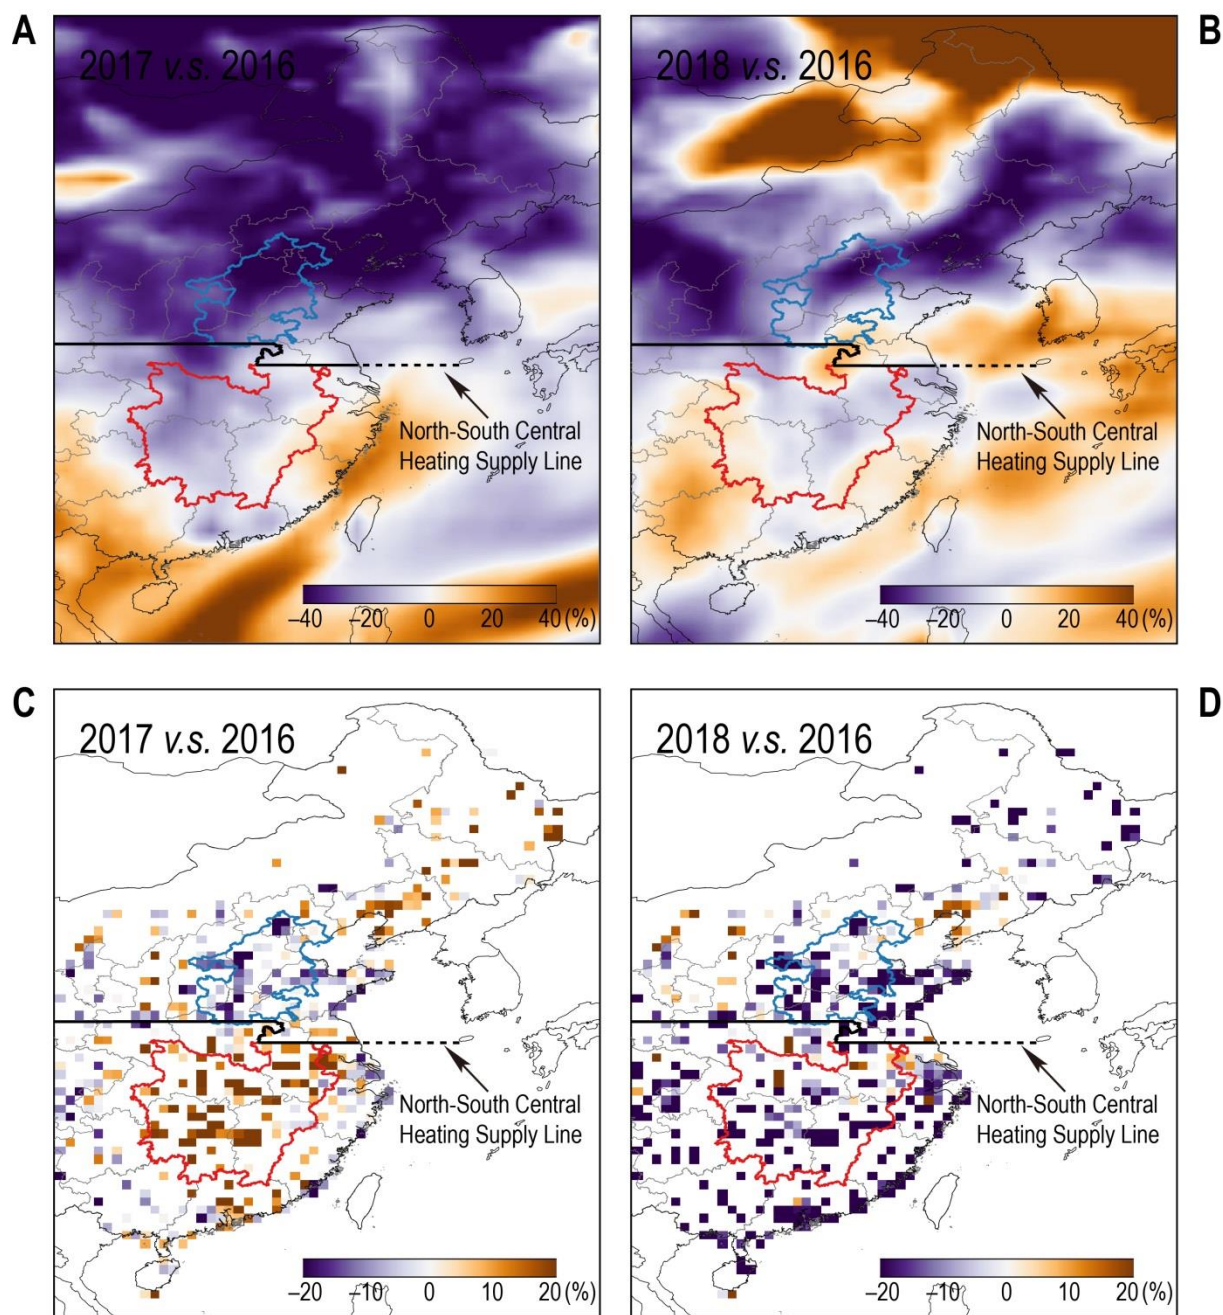 A
2017 v.s. 2016
North-South Central
Heating Supply Line
–40 –20 0 20 40 (%)
B
2018 v.s. 2016
North-South Central
Heating Supply Line
–40 –20 0 20 40 (%)
C
2017 v.s. 2016
North-South Central
Heating Supply Line
–20 –10 0 10 20 (%)
D
2018 v.s. 2016
North-South Central
Heating Supply Line
–20 –10 0 10 20 (%)